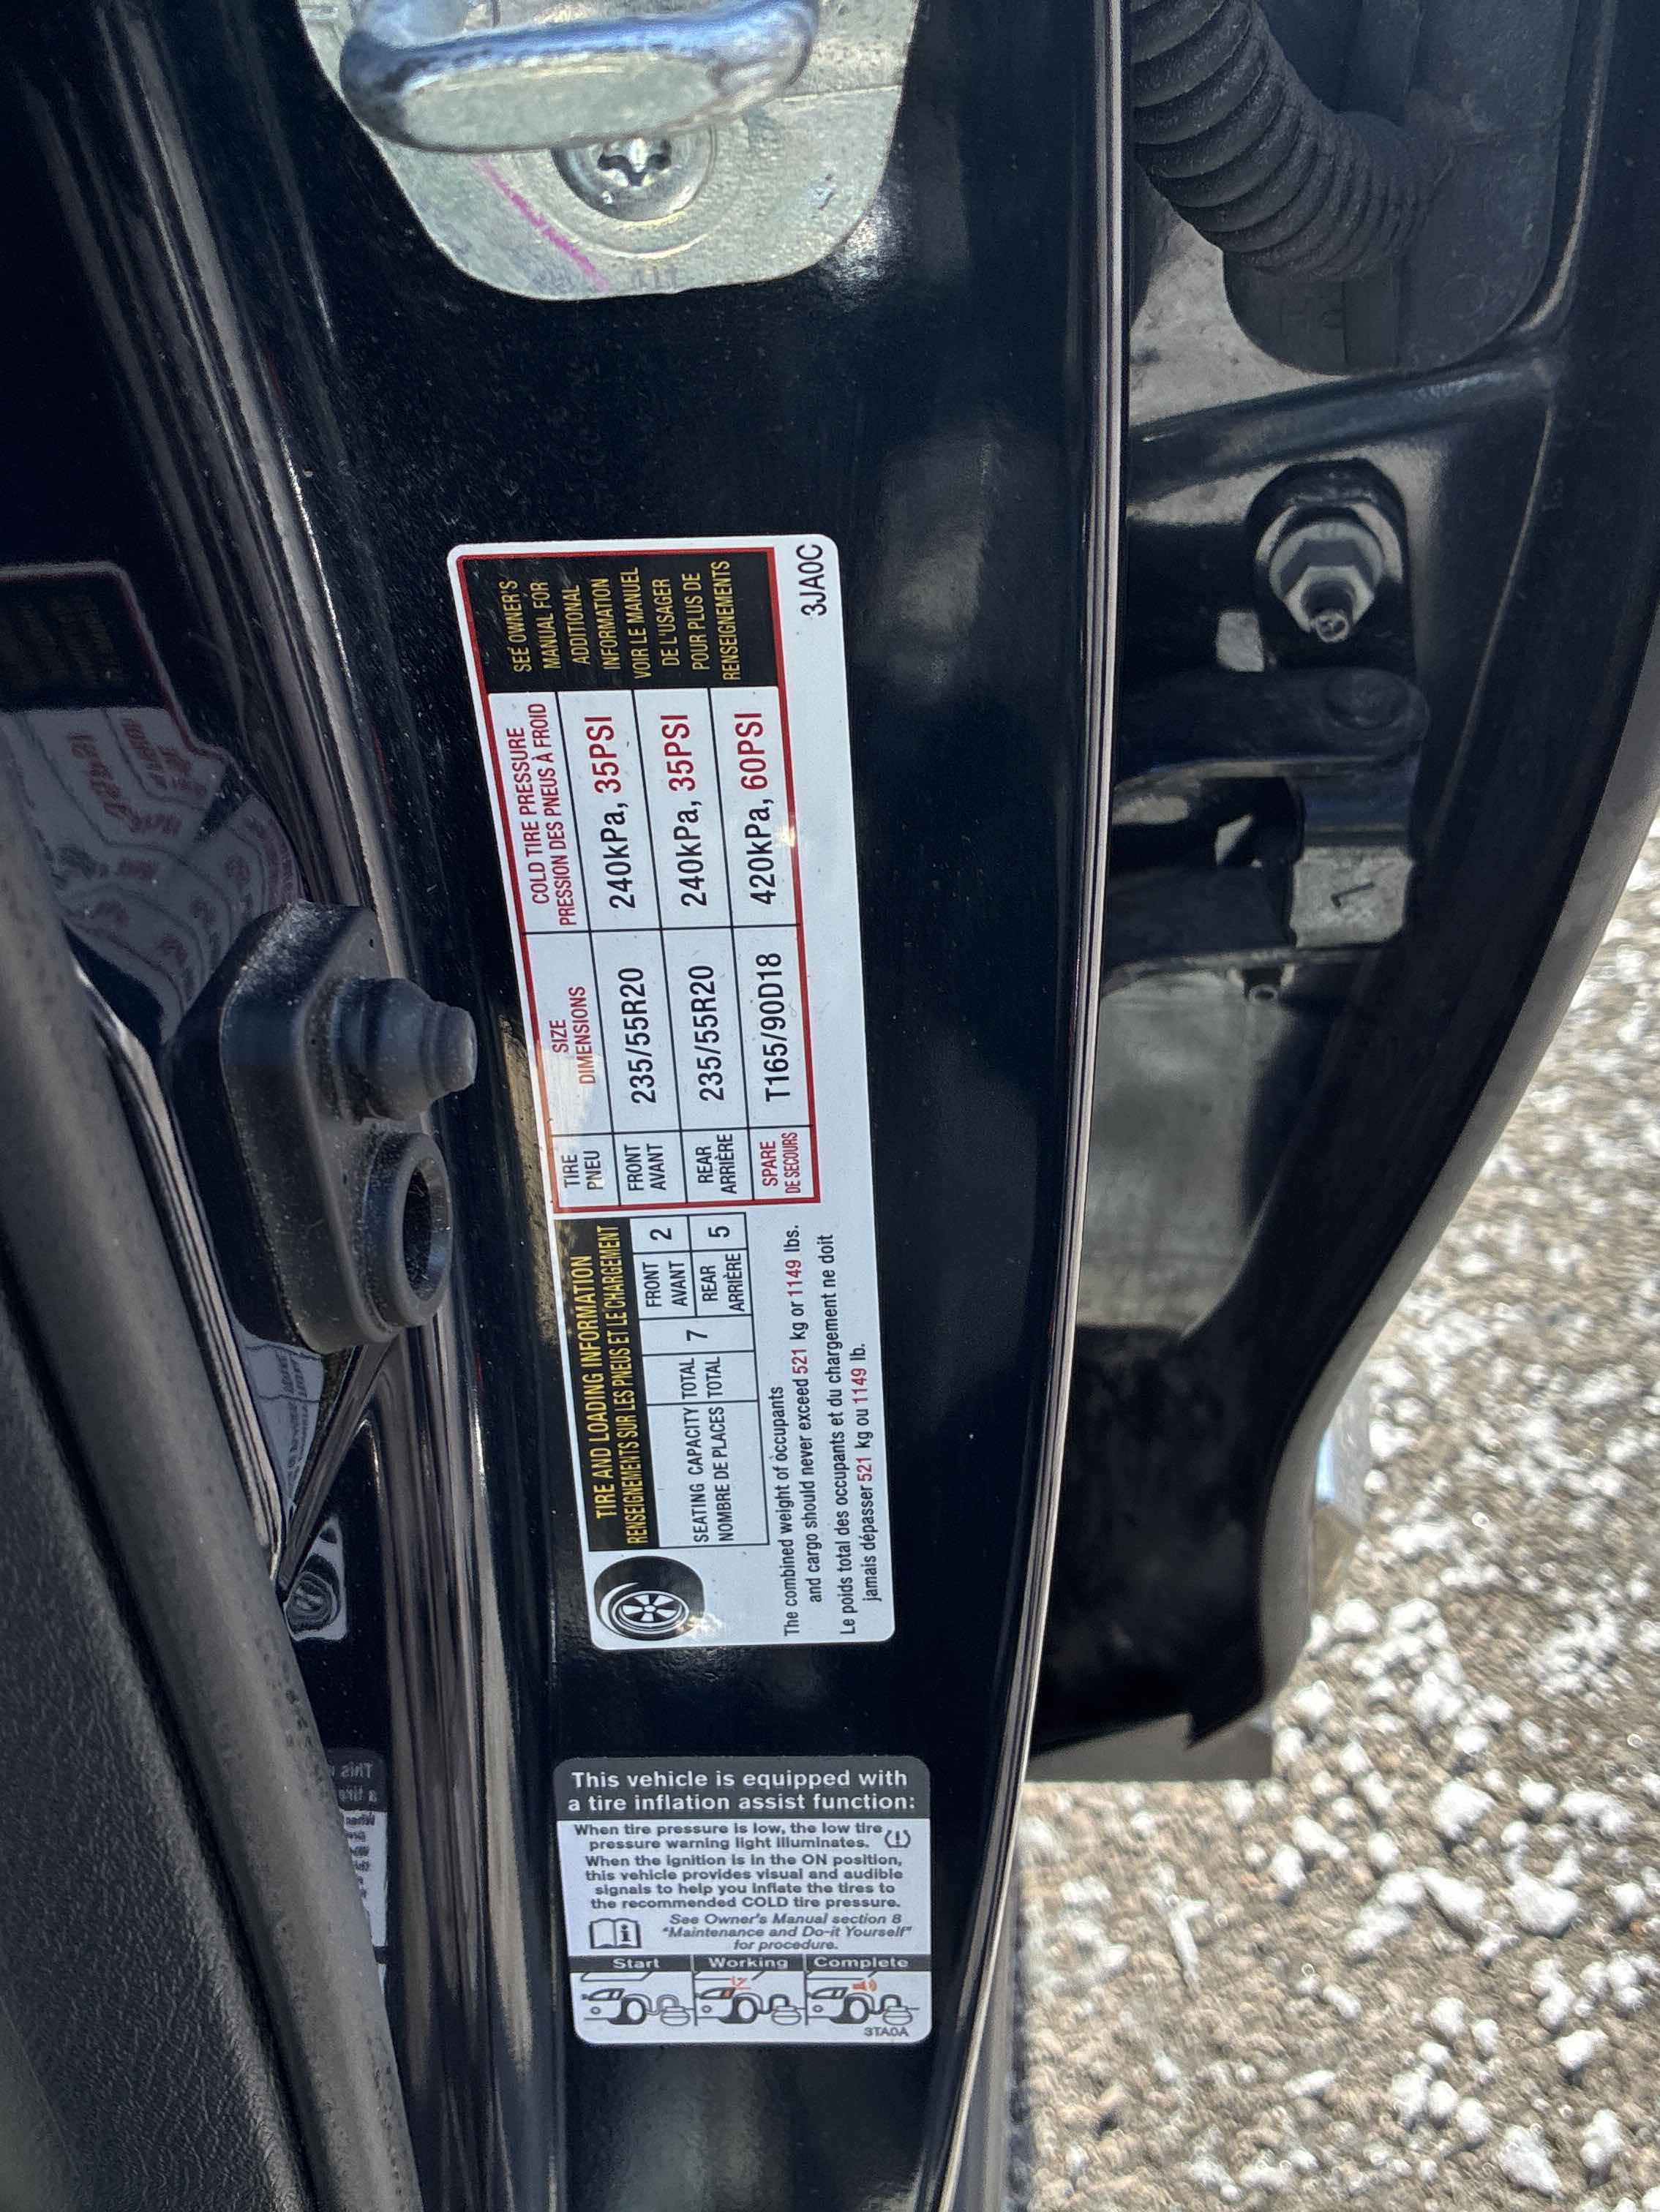 TIRE AND LOADING INFORMATION
RENSEIGNEMENTS SUR LES PNEUS ET LE CHARGEMENT
SEATING CAPACITY
NOMBRE DE PLACES
TOTAL
TOTAL
7
FRONT
AVANT
2
REAR
ARRIÈRE
5
The combined weight of occupants
and cargo should never exceed 521 kg or 1149 lbs.
Le poids total des occupants et du chargement ne doit
jamais dépasser 521 kg ou 1149 lb.
TIRE
PNEU
SIZE
DIMENSIONS
COLD TIRE PRESSURE
PRESSION DES PNEUS À FROID
FRONT
AVANT
235/55R20
240kPa, 35PSI
REAR
ARRIÈRE
235/55R20
240kPa, 35PSI
SPARE
DE SECOURS
T165/90D18
420kPa, 60PSI
SEE OWNER'S
MANUAL FOR
ADDITIONAL
INFORMATION
VOIR LE MANUEL
DE L'USAGER
POUR PLUS DE
RENSEIGNEMENTS
3JA0C
This vehicle is equipped with
a tire inflation assist function:
When tire pressure is low, the low tire
pressure warning light illuminates. (!)
When the ignition is in the ON position,
this vehicle provides visual and audible
signals to help you inflate the tires to
the recommended COLD tire pressure.
See Owner's Manual section 8
"Maintenance and Do-it Yourself"
for procedure.
Start Working Complete
3TA0A